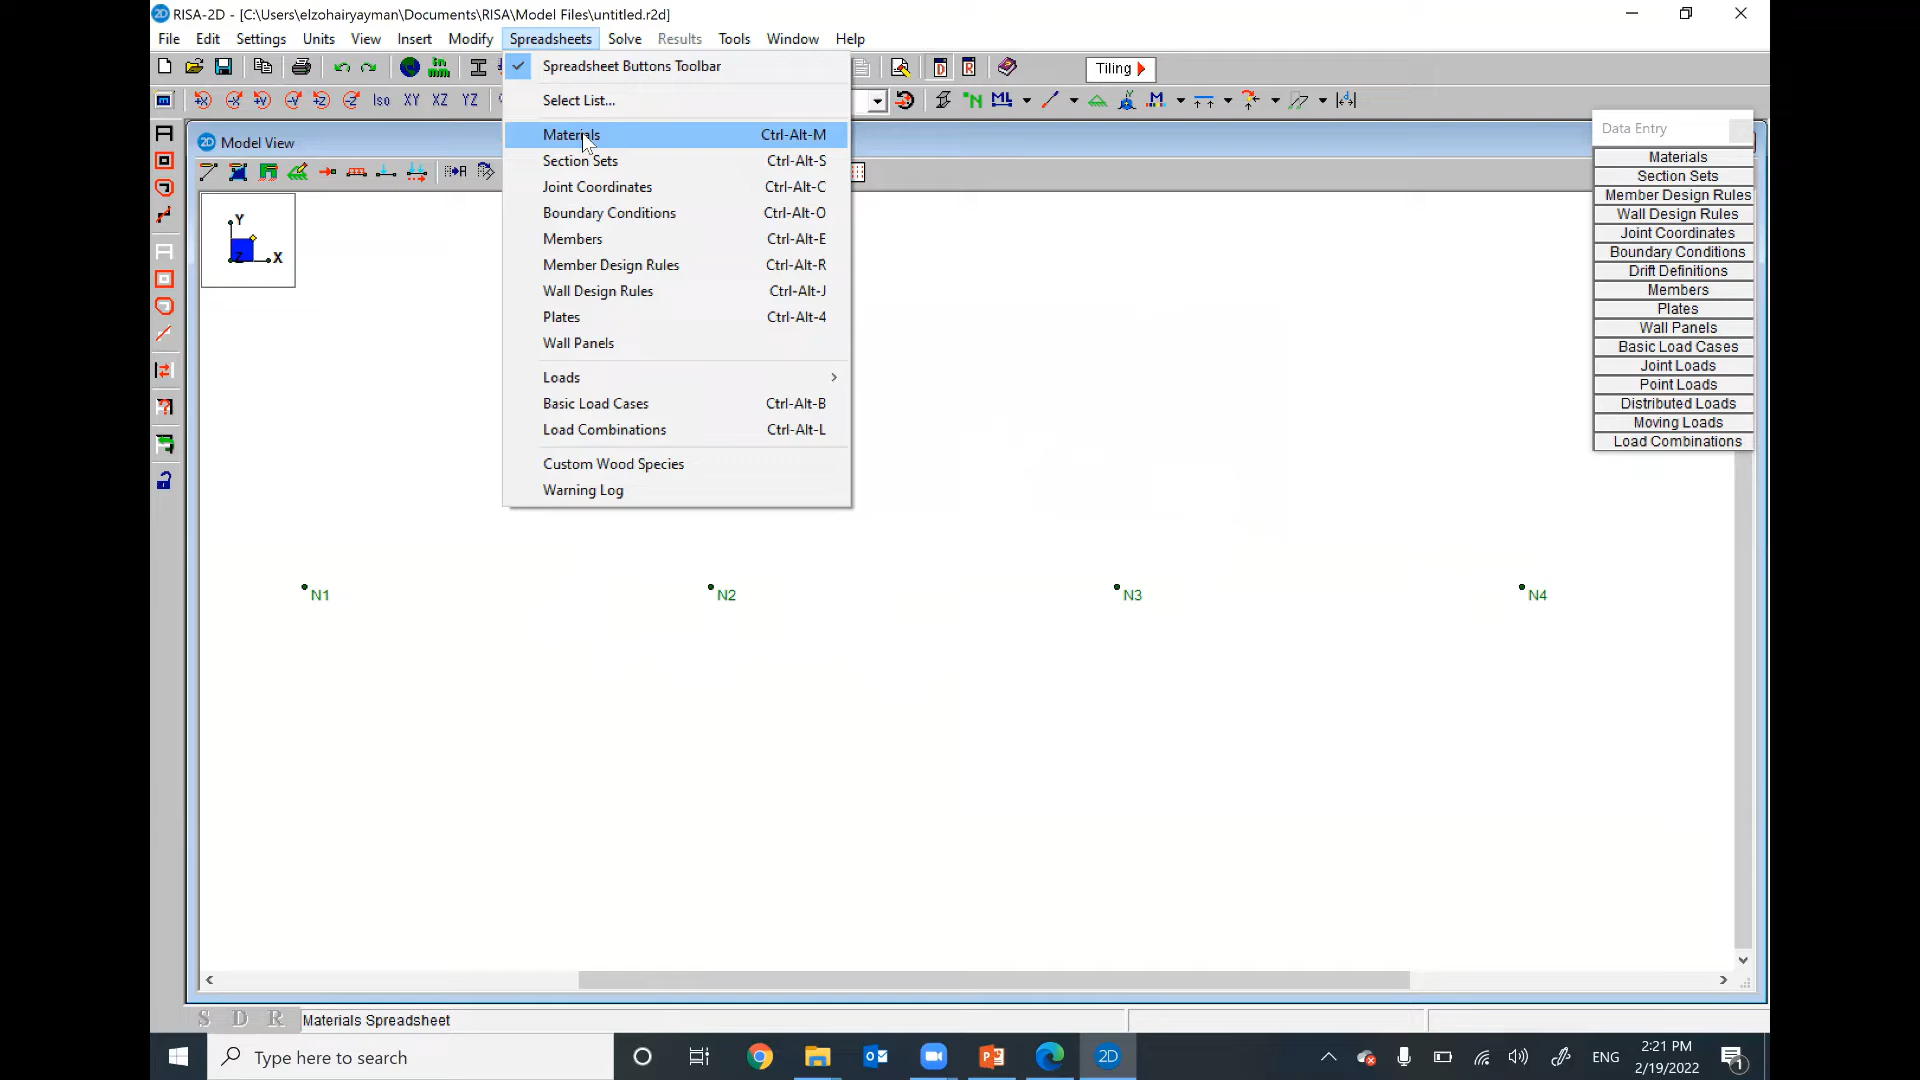 2D RISA-2D - [C:\Users\elzohairyayman\Documents\RISA\Model Files\untitled.r2d]
File Edit Settings Units View Insert Modify Spreadsheets Solve Results Tools Window Help
Tiling
Iso XY XZ YZ N ML M
Spreadsheet Buttons Toolbar
Select List...
Materials Ctrl-Alt-M
Section Sets Ctrl-Alt-S
Joint Coordinates Ctrl-Alt-C
Boundary Conditions Ctrl-Alt-O
Members Ctrl-Alt-E
Member Design Rules Ctrl-Alt-R
Wall Design Rules Ctrl-Alt-J
Plates Ctrl-Alt-4
Wall Panels
Loads
Basic Load Cases Ctrl-Alt-B
Load Combinations Ctrl-Alt-L
Custom Wood Species
Warning Log
2D Model View
Y
Z X
Data Entry
Materials
Section Sets
Member Design Rules
Wall Design Rules
Joint Coordinates
Boundary Conditions
Drift Definitions
Members
Plates
Wall Panels
Basic Load Cases
Joint Loads
Point Loads
Distributed Loads
Moving Loads
Load Combinations
N1 N2 N3 N4
S D R Materials Spreadsheet
Type here to search
2D
ENG
2:21 PM
2/19/2022
1